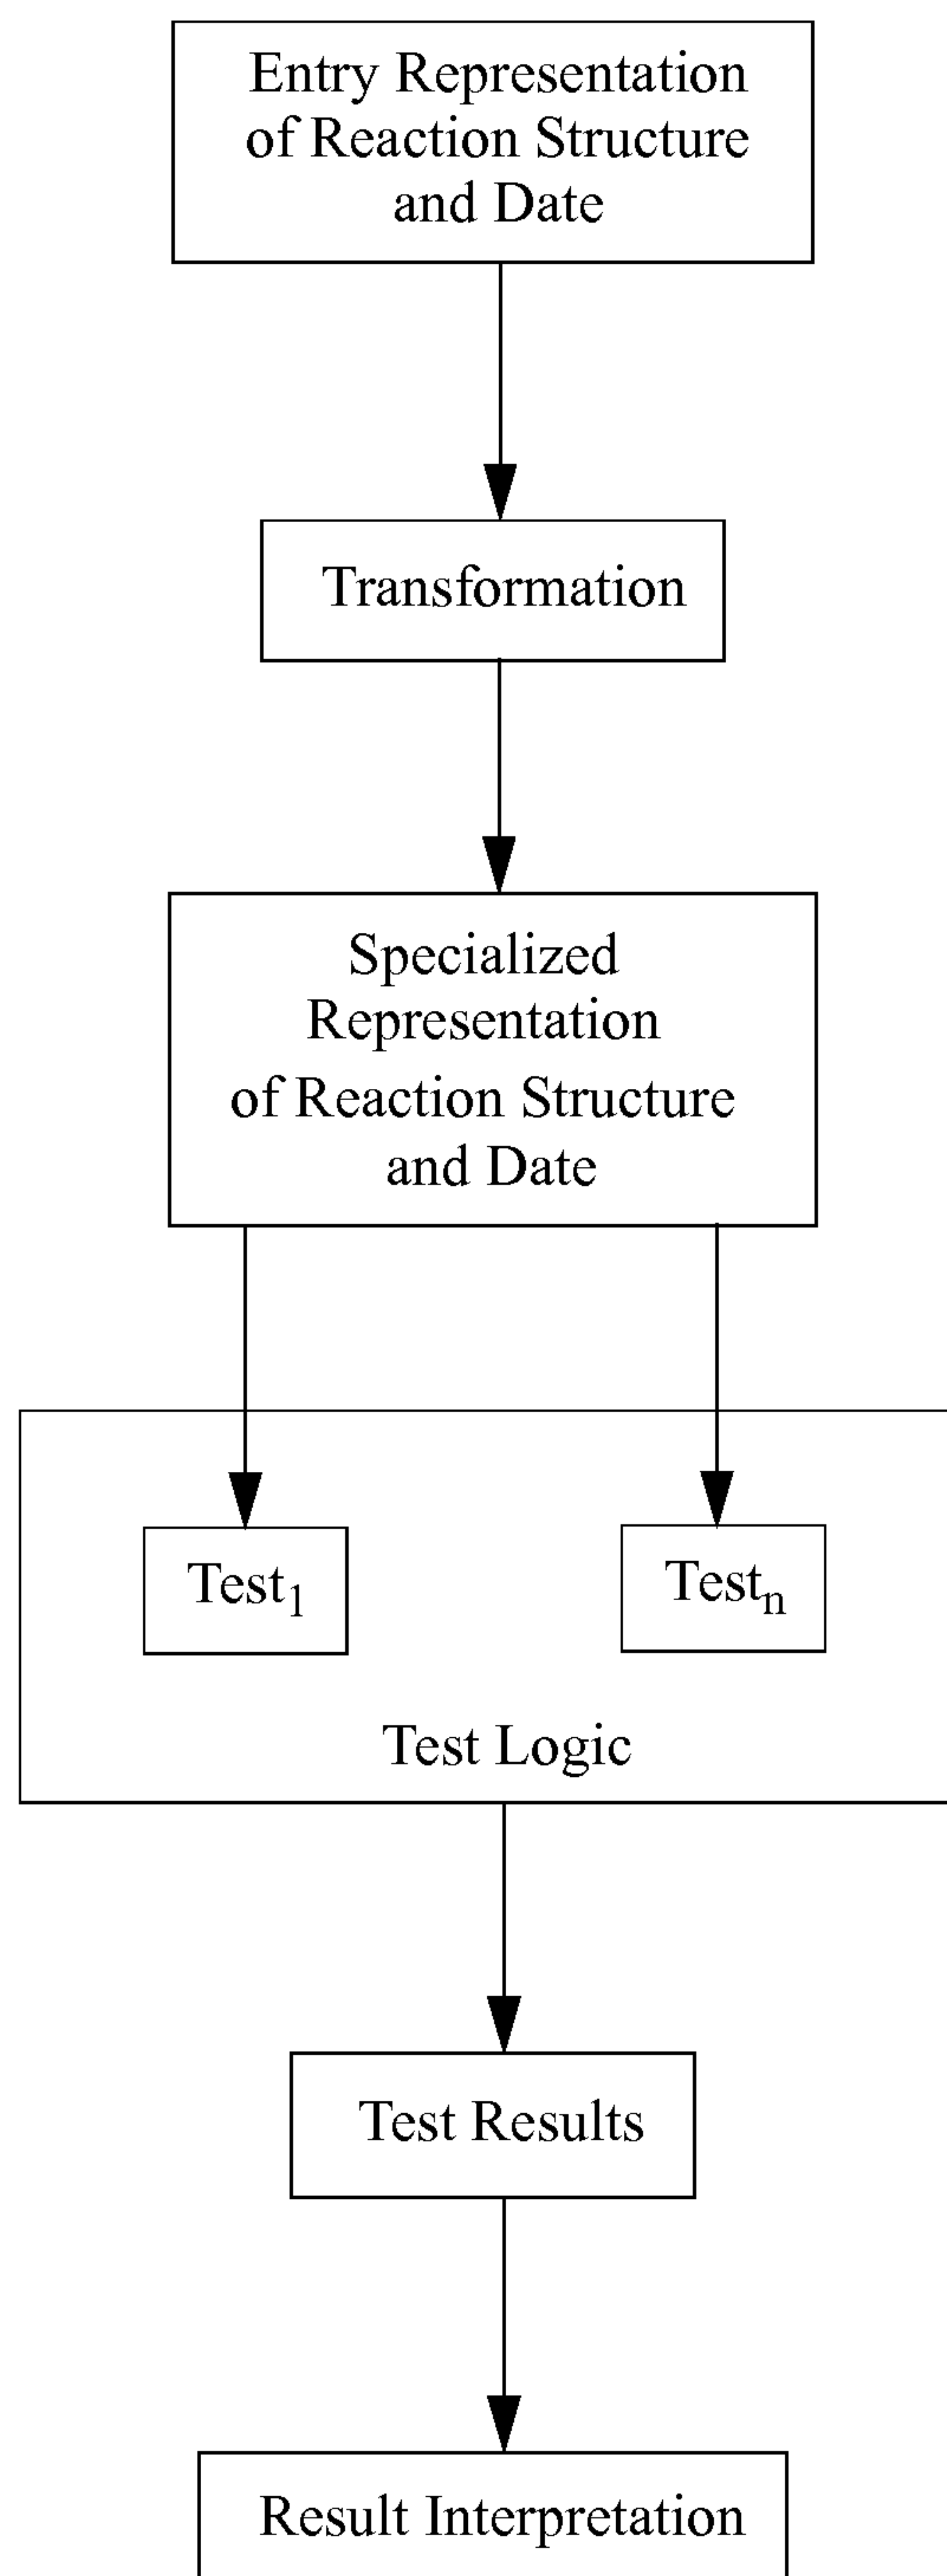 Entry Representation
of Reaction Structure
and Date
Transformation
Specialized
Representation
of Reaction Structure
and Date
Test1
Testn
Test Logic
Test Results
Result Interpretation